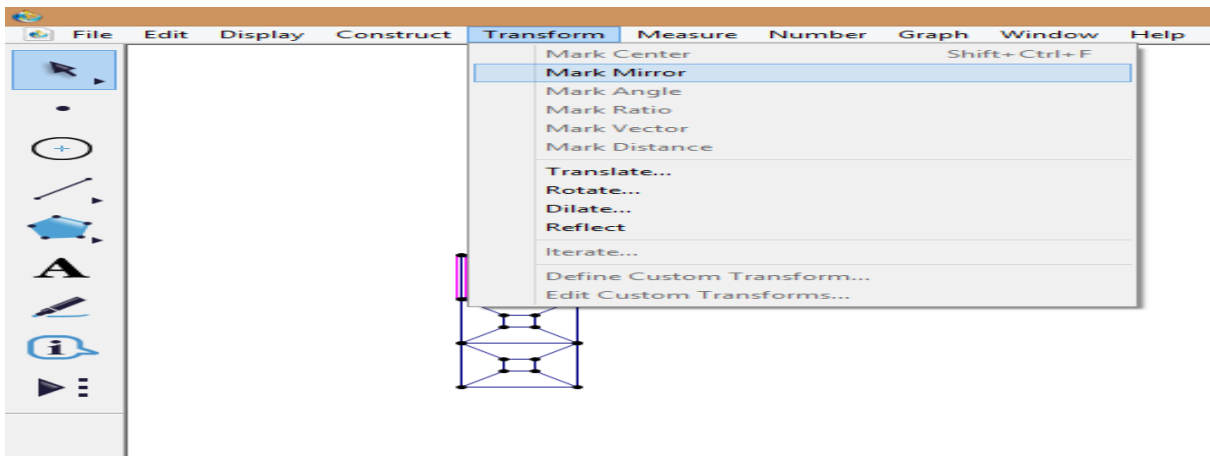 File Edit Display Construct Transform Measure Number Graph Window Help
Mark Center Shift+Ctrl+F
Mark Mirror
Mark Angle
Mark Ratio
Mark Vector
Mark Distance
Translate...
Rotate...
Dilate...
Reflect
Iterate...
Define Custom Transform...
Edit Custom Transforms...
A
i